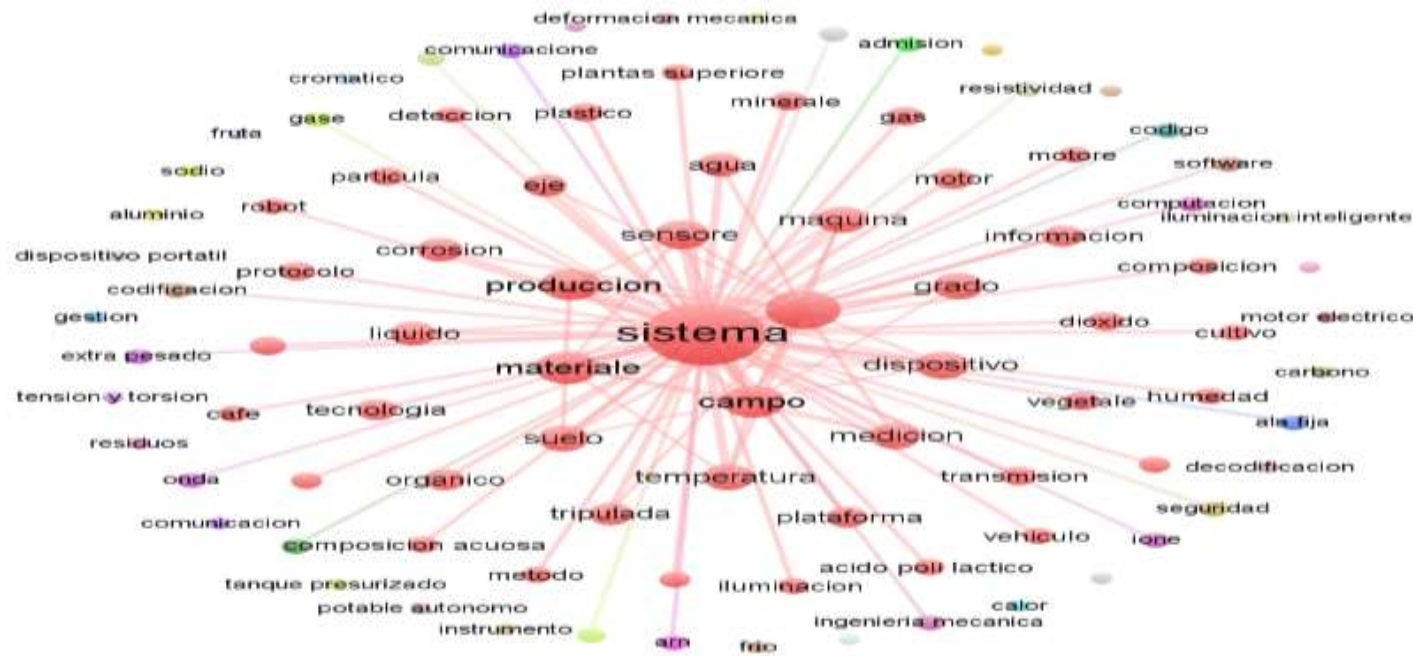 deformacion mecanica
comunicacione
admision
cromatico
plantas superiore
resistividad
gase
deteccion
plastico
minerale
gas
codigo
fruta
motore
software
sodio
particula
eje
agua
motor
computacion
aluminio
robot
maquina
iluminacion inteligente
sensore
informacion
corrosion
dispositivo portatil
protocolo
composicion
codificacion
produccion
grado
gestion
liquido
sistema
dioxido
motor electrico
cultivo
extra pesado
materiale
dispositivo
carbono
tension y torsion
cafe
tecnologia
campo
vegetale
humedad
ala fija
residuos
suelo
medicion
onda
organico
temperatura
transmision
decodificacion
comunicacion
tripulada
plataforma
seguridad
composicion acuosa
vehiculo
ione
tanque presurizado
metodo
iluminacion
acido poli lactico
potable autonomo
calor
instrumento
arn
frio
ingenieria mecanica